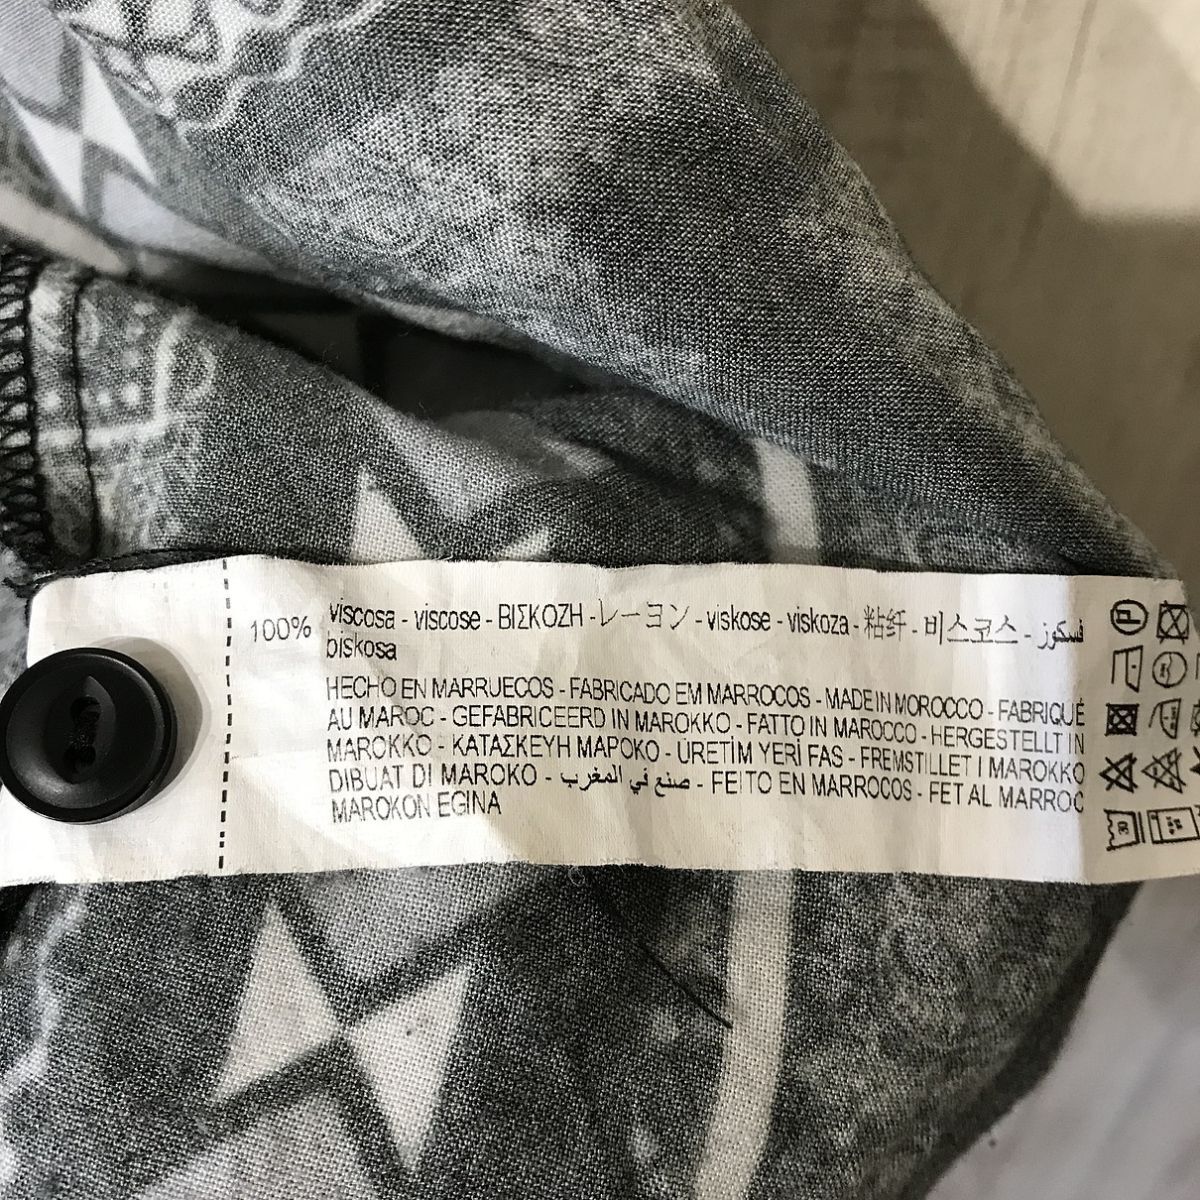 100% viscosa - viscose - ΒΙΣΚΟΖΗ - レーヨン - viskose - viskoza - 粘纤 - 비스코스 - فسكوز
biskosa
HECHO EN MARRUECOS - FABRICADO EM MARROCOS - MADE IN MOROCCO - FABRIQUÉ
AU MAROC - GEFABRICEERD IN MAROKKO - FATTO IN MAROCCO - HERGESTELLT IN
MAROKKO - ΚΑΤΑΣΚΕΥΗ ΜΑΡΟΚΟ - ÜRETİM YERİ FAS - FREMSTILLET I MAROKKO
DIBUAT DI MAROKO - صنع في المغرب - FEITO EN MARROCOS - FET AL MARROC
MAROKON EGINA
P
30